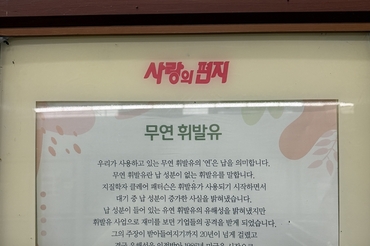 사랑의 편지
무연 휘발유
우리가 사용하고 있는 무연 휘발유의 '연'은 납을 의미합니다.
무연 휘발유란 납 성분이 없는 휘발유를 말합니다.
지질학자 클레어 패터슨은 휘발유가 사용되기 시작하면서
대기 중 납 성분이 증가한 사실을 밝혀냈습니다.
납 성분이 들어 있는 유연 휘발유의 유해성을 밝혀냈지만
휘발유 사업으로 재미를 보던 기업들의 공격을 받게 되었습니다.
그의 주장이 받아들여지기까지 20년이 넘게 걸렸고